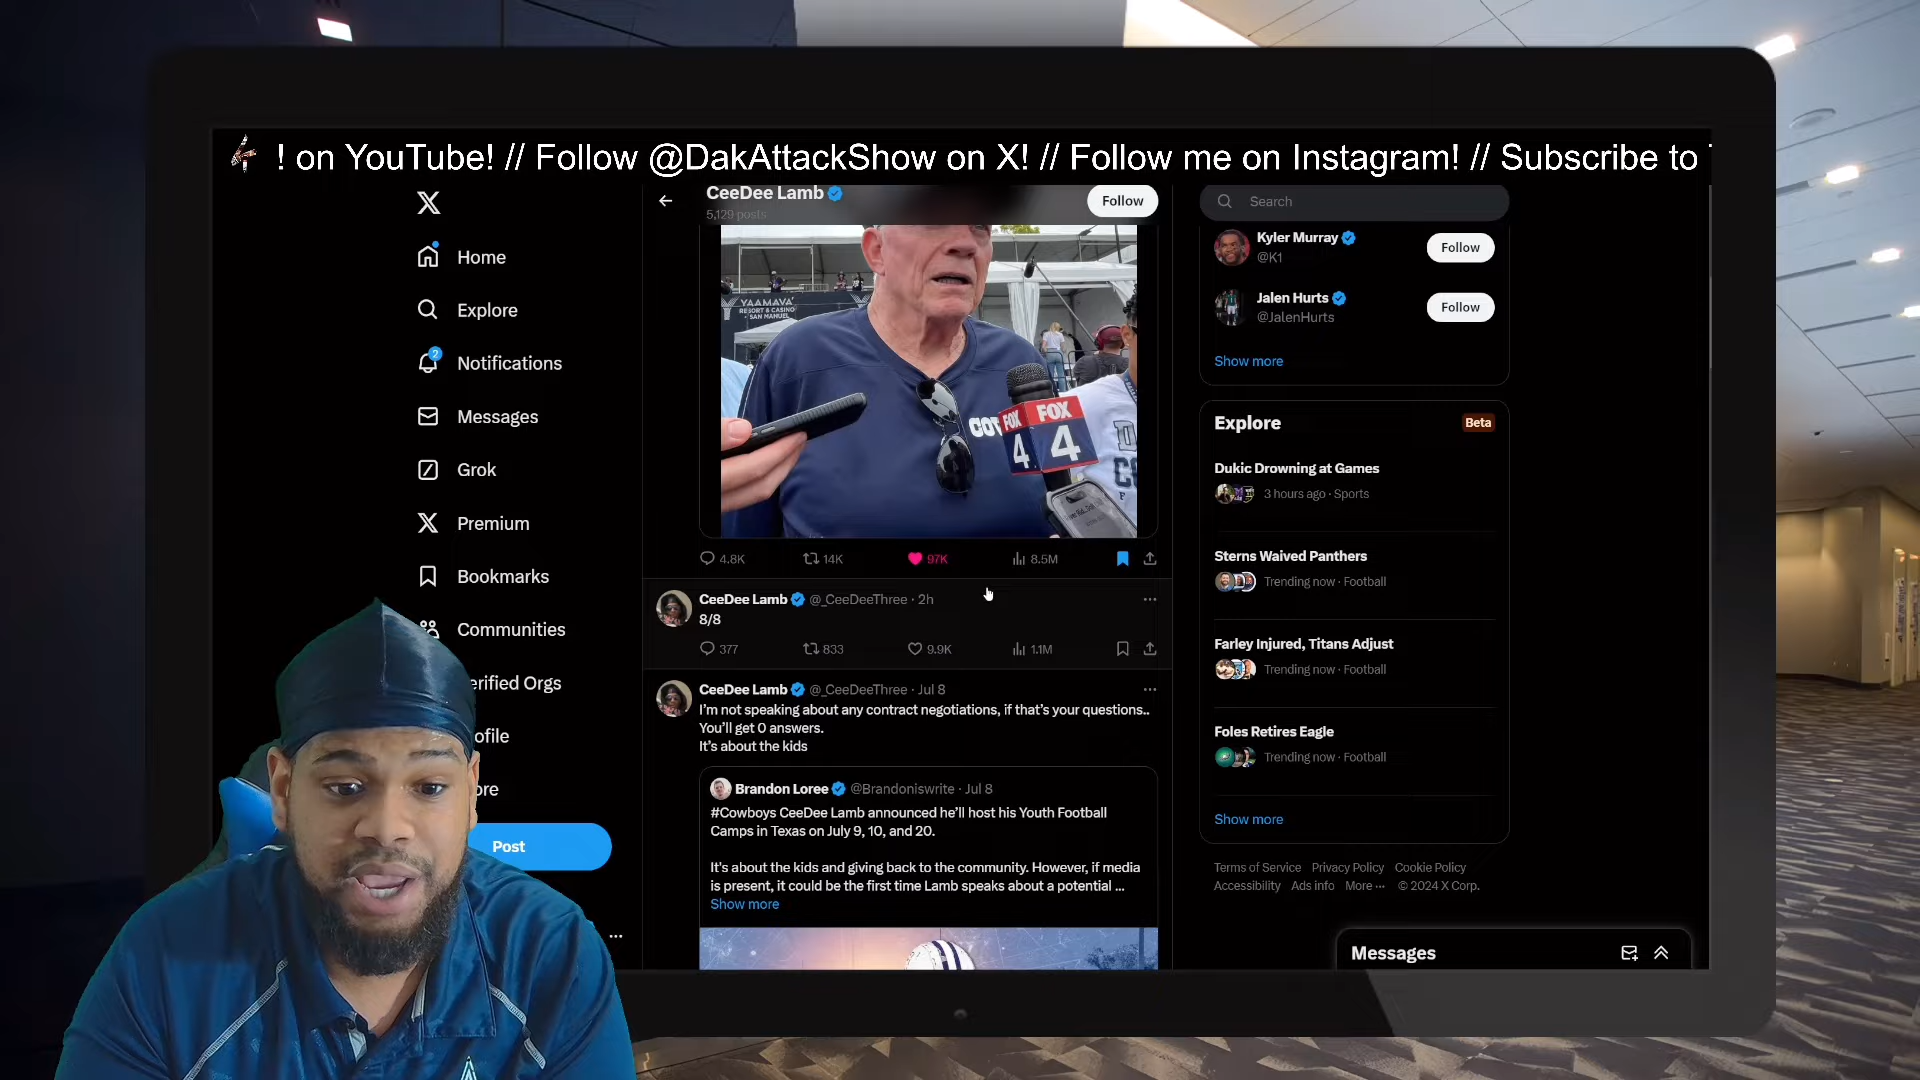 ! on YouTube! // Follow @DakAttackShow on X! // Follow me on Instagram! // Subscribe to
CeeDee Lamb
5,129 posts
Follow
Home
Explore
Notifications
2
Messages
Grok
Premium
Bookmarks
Communities
erified Orgs
ofile
ore
Post
YAAMAVA'
RESORT & CASINO
SAN MANUEL
COW
FOX
4
FOX
4
4.8K 14K 97K 8.5M
CeeDee Lamb @_CeeDeeThree · 2h
8/8
377 833 9.9K 1.1M
CeeDee Lamb @_CeeDeeThree · Jul 8
I'm not speaking about any contract negotiations, if that's your questions..
You'll get 0 answers.
It's about the kids
Brandon Loree @Brandoniswrite · Jul 8
#Cowboys CeeDee Lamb announced he'll host his Youth Football
Camps in Texas on July 9, 10, and 20.
It's about the kids and giving back to the community. However, if media
is present, it could be the first time Lamb speaks about a potential ...
Show more
Search
Kyler Murray
@K1
Follow
Jalen Hurts
@JalenHurts
Follow
Show more
Explore
Beta
Dukic Drowning at Games
3 hours ago · Sports
Sterns Waived Panthers
Trending now · Football
Farley Injured, Titans Adjust
Trending now · Football
Foles Retires Eagle
Trending now · Football
Show more
Terms of Service Privacy Policy Cookie Policy
Accessibility Ads info More ··· © 2024 X Corp.
Messages